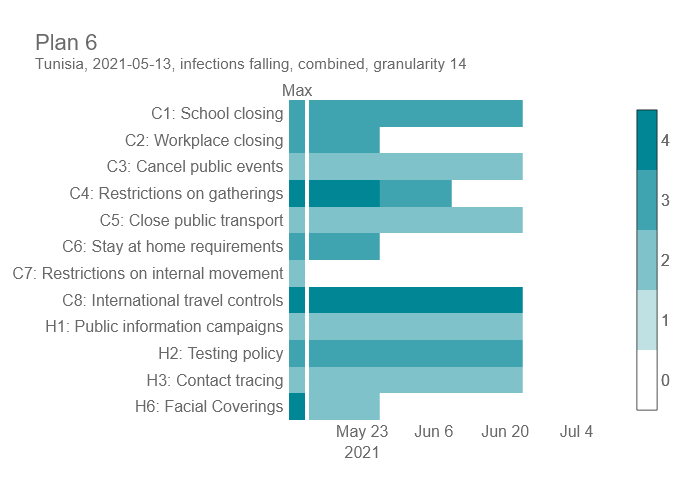 Plan 6
Tunisia, 2021-05-13, infections falling, combined, granularity 14
Max
C1: School closing
C2: Workplace closing
C3: Cancel public events
C4: Restrictions on gatherings
C5: Close public transport
C6: Stay at home requirements
C7: Restrictions on internal movement
C8: International travel controls
H1: Public information campaigns
H2: Testing policy
H3: Contact tracing
H6: Facial Coverings
May 23 Jun 6 Jun 20 Jul 4
2021
4
3
2
1
0